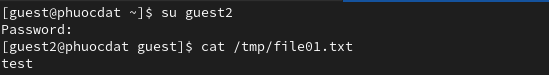 [guest@phuocdat ~]$ su guest2
Password:
[guest2@phuocdat guest]$ cat /tmp/file01.txt
test